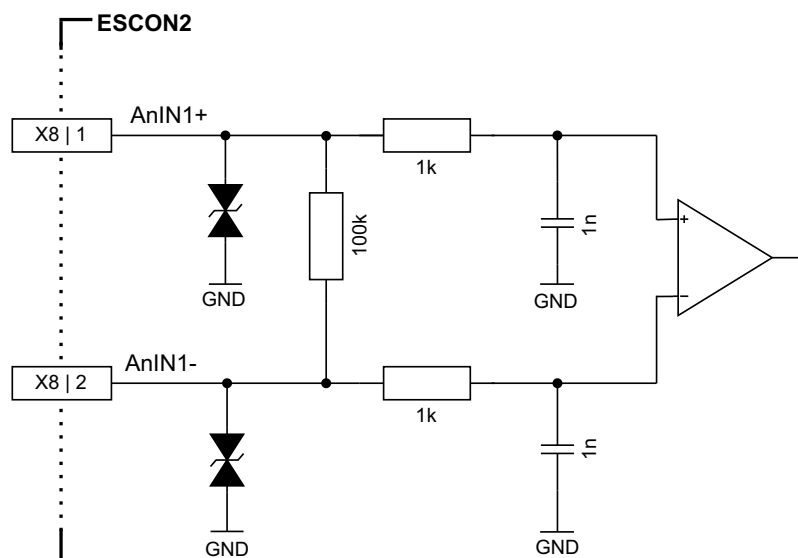 ESCON2
AnIN1+
X8 | 1
1k
100k
1n
+
GND
GND
−
AnIN1-
X8 | 2
1k
1n
GND
GND